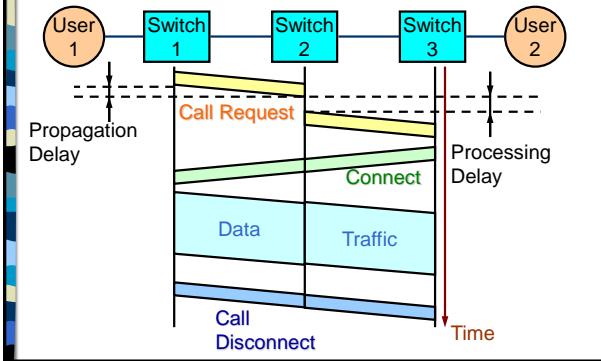 User
1
Switch
1
Switch
2
Switch
3
User
2
Call Request
Propagation
Delay
Processing
Delay
Connect
Data
Traffic
Call
Disconnect
Time